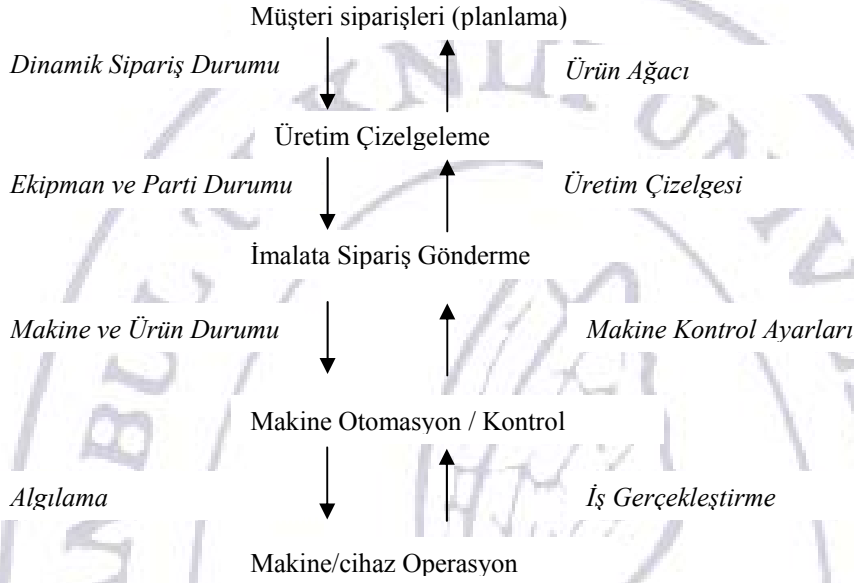 Müşteri siparişleri (planlama)
Dinamik Sipariş Durumu Ürün Ağacı
Üretim Çizelgeleme
Ekipman ve Parti Durumu Üretim Çizelgesi
İmalata Sipariş Gönderme
Makine ve Ürün Durumu Makine Kontrol Ayarları
Makine Otomasyon / Kontrol
Algılama İş Gerçekleştirme
Makine/cihaz Operasyon